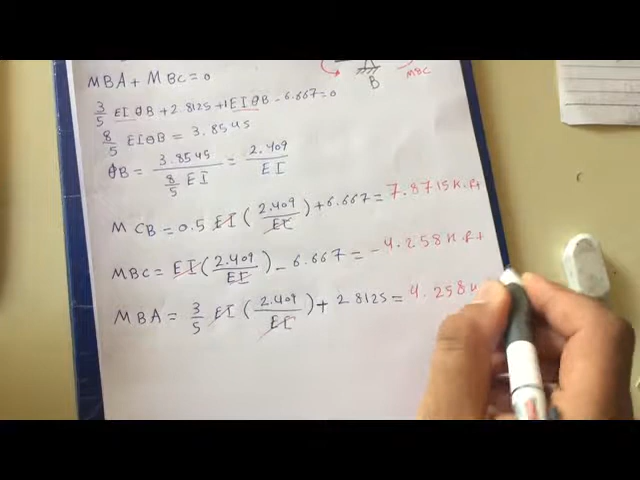 MBA + MBC = 0
B
MBC
3/5 EI θB + 2.8125 + 1 EI θB - 6.667 = 0
8/5 EI θB = 3.8545
θB = 3.8545 / 8/5 EI = 2.409 / EI
MCB = 0.5 EI ( 2.409 / EI ) + 6.667 = 7.8715 K.Ft
MBC = EI ( 2.409 / EI ) - 6.667 = - 4.258 K.Ft
MBA = 3/5 EI ( 2.409 / EI ) + 2.8125 = 4.258 K